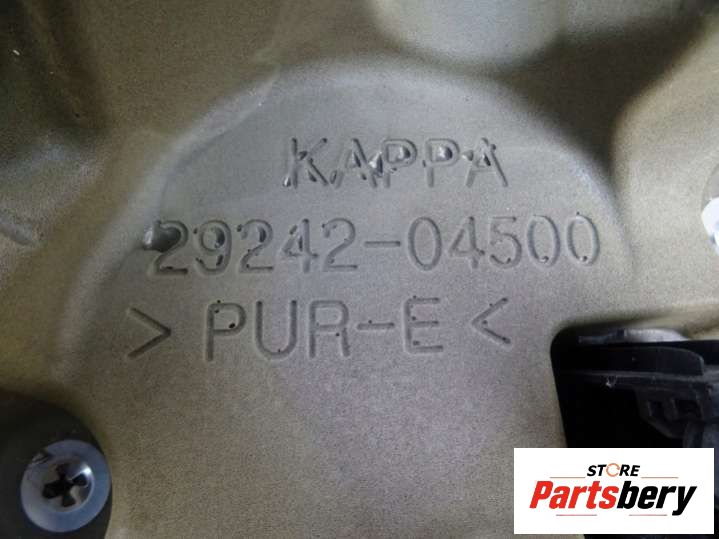 KAPPA
29242-04500
> PUR-E <
STORE
Partsbery